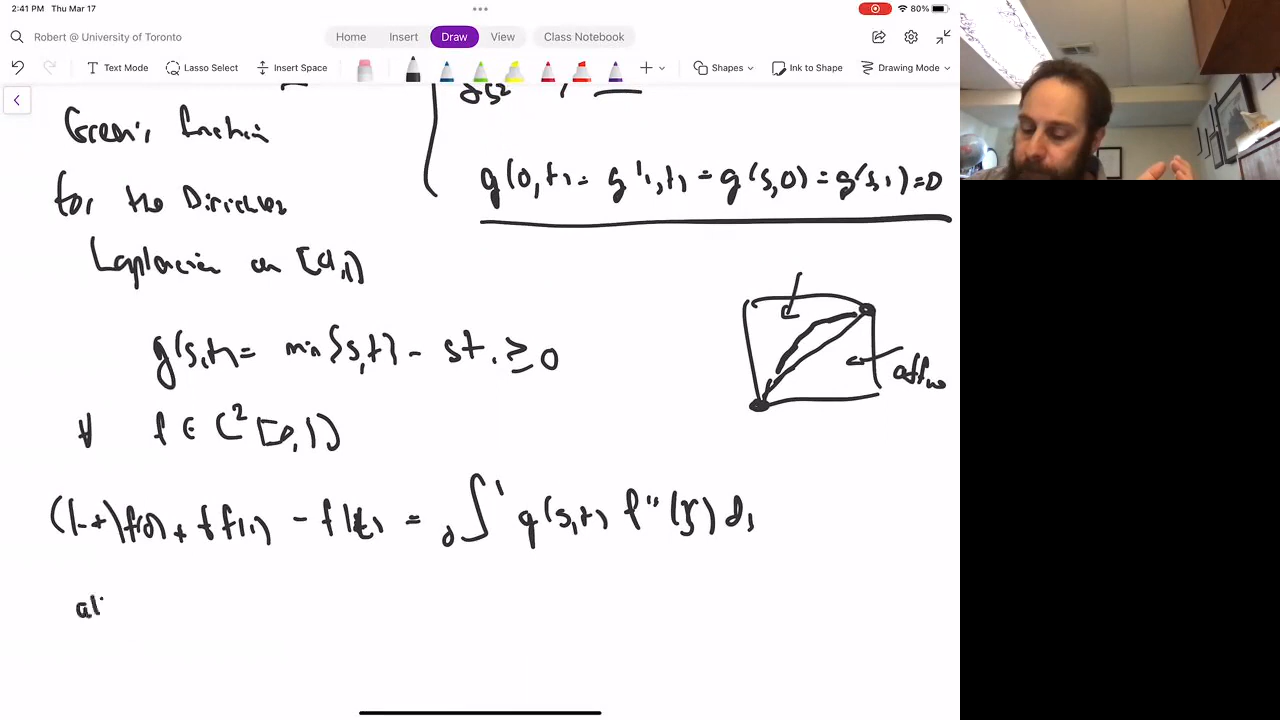 2:41 PM Thu Mar 17
80%
Robert @ University of Toronto
Home Insert Draw View Class Notebook
Text Mode Lasso Select Insert Space Shapes Ink to Shape Drawing Mode
Green's function
for the Dirichlet
Laplacian on [0,1]
g(0,t) = g(1,t) = g(s,0) = g(s,1) = 0
g(s,t) = min{s,t} - st. ≥ 0
affine
∀ f ∈ C² [0,1]
(1-t)f(0) + t f(1) - f(t) = ₀∫¹ g(s,t) f''(s) ds